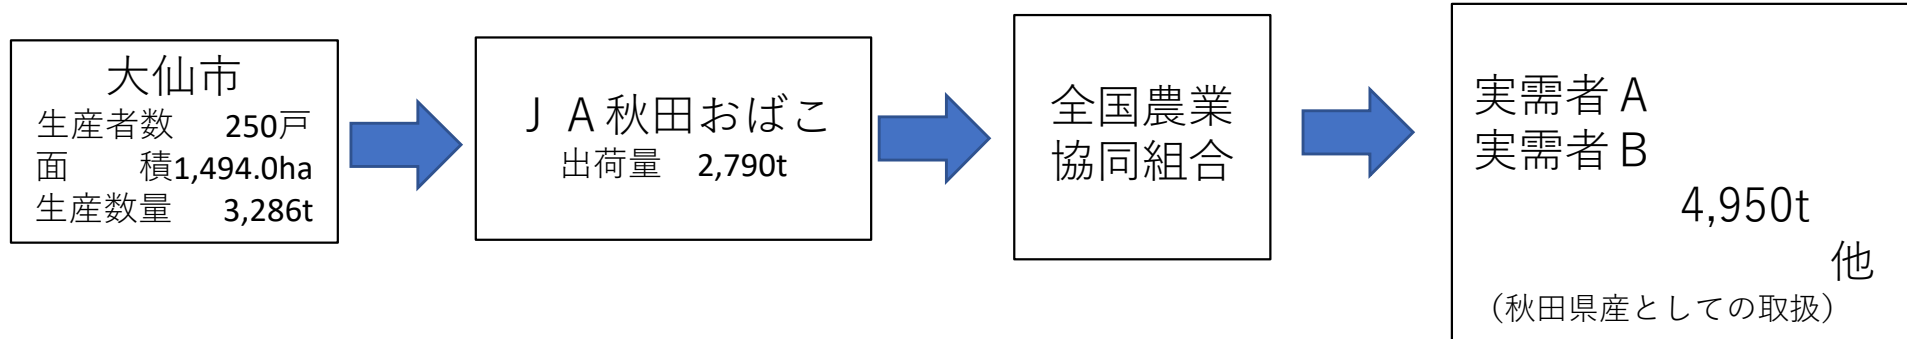 大仙市
生産者数　250戸
面　　積1,494.0ha
生産数量　3,286t
ＪＡ秋田おばこ
出荷量　2,790t
全国農業
協同組合
実需者Ａ
実需者Ｂ
4,950t
他
（秋田県産としての取扱）